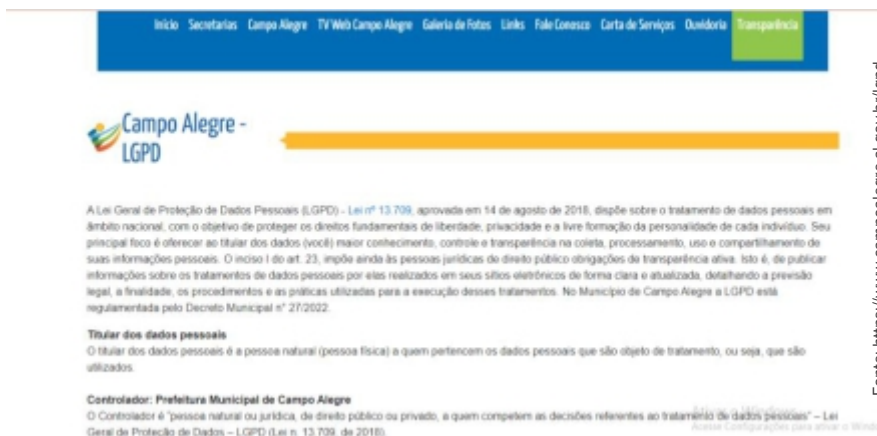 Início Secretarias Campo Alegre TV Web Campo Alegre Galeria de Fotos Links Fale Conosco Carta de Serviços Ouvidoria Transparência
Campo Alegre -
LGPD
A Lei Geral de Proteção de Dados Pessoais (LGPD) - Lei nº 13.709, aprovada em 14 de agosto de 2018, dispõe sobre o tratamento de dados pessoais em
âmbito nacional, com o objetivo de proteger os direitos fundamentais de liberdade, privacidade e a livre formação da personalidade de cada indivíduo. Seu
principal foco é oferecer ao titular dos dados (você) maior conhecimento, controle e transparência na coleta, processamento, uso e compartilhamento de
suas informações pessoais. O inciso I do art. 23, impõe ainda às pessoas jurídicas de direito público obrigações de transparência ativa. Isto é, de publicar
informações sobre os tratamentos de dados pessoais por elas realizados em seus sítios eletrônicos de forma clara e atualizada, detalhando a previsão
legal, a finalidade, os procedimentos e as práticas utilizadas para a execução desses tratamentos. No Município de Campo Alegre a LGPD está
regulamentada pelo Decreto Municipal n° 27/2022.
Titular dos dados pessoais
O titular dos dados pessoais é a pessoa natural (pessoa física) a quem pertencem os dados pessoais que são objeto de tratamento, ou seja, que são
utilizados.
Controlador: Prefeitura Municipal de Campo Alegre
O Controlador é "pessoa natural ou jurídica, de direito público ou privado, a quem competem as decisões referentes ao tratamento de dados pessoais" – Lei
Geral de Proteção de Dados – LGPD (Lei n. 13.709, de 2018).
Ativar o Windows
Acesse Configurações para ativar o Windows